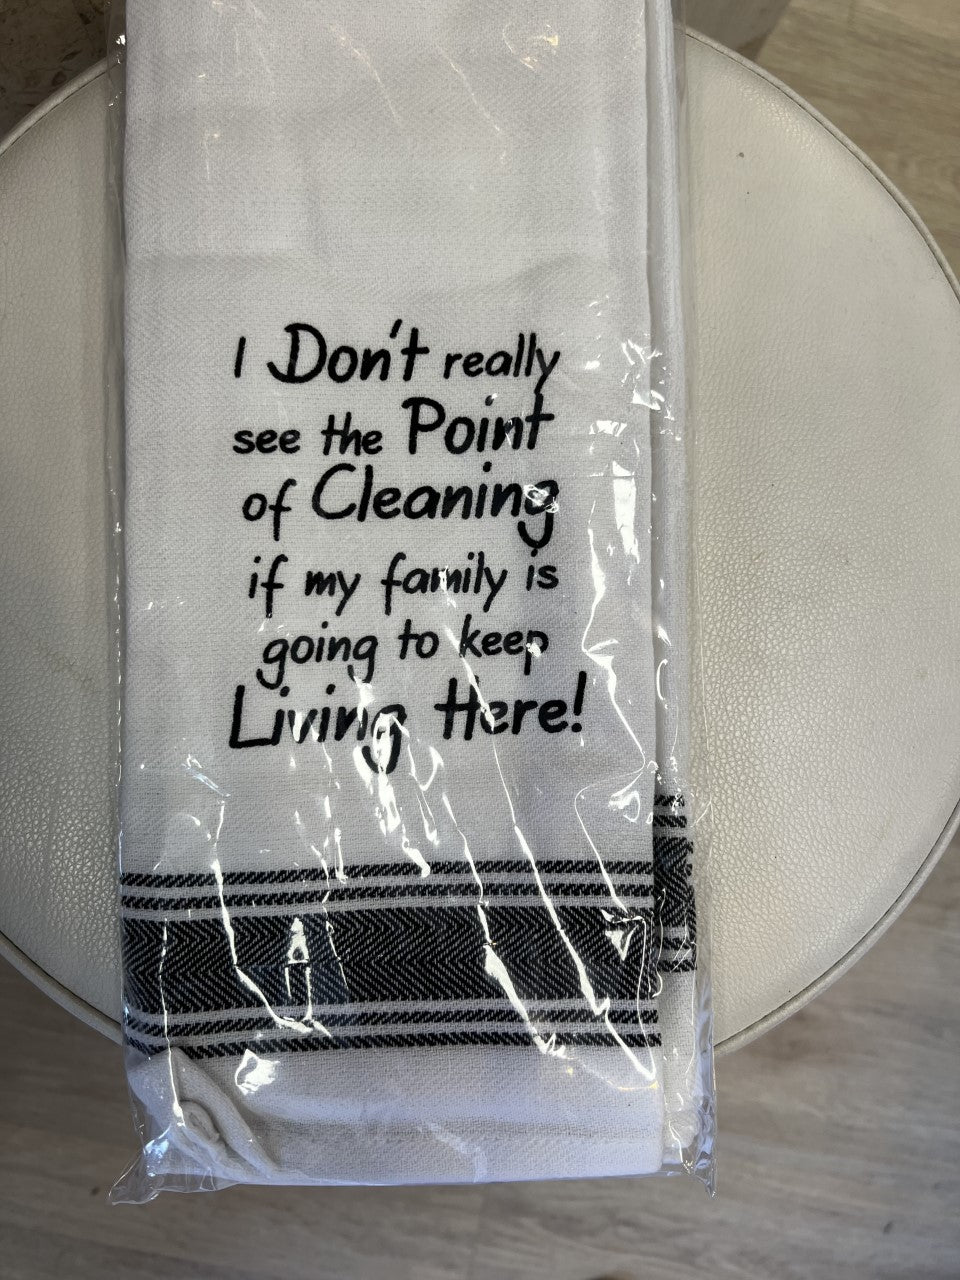 I Don't really
see the Point
of Cleaning
if my family is
going to keep
Living Here!